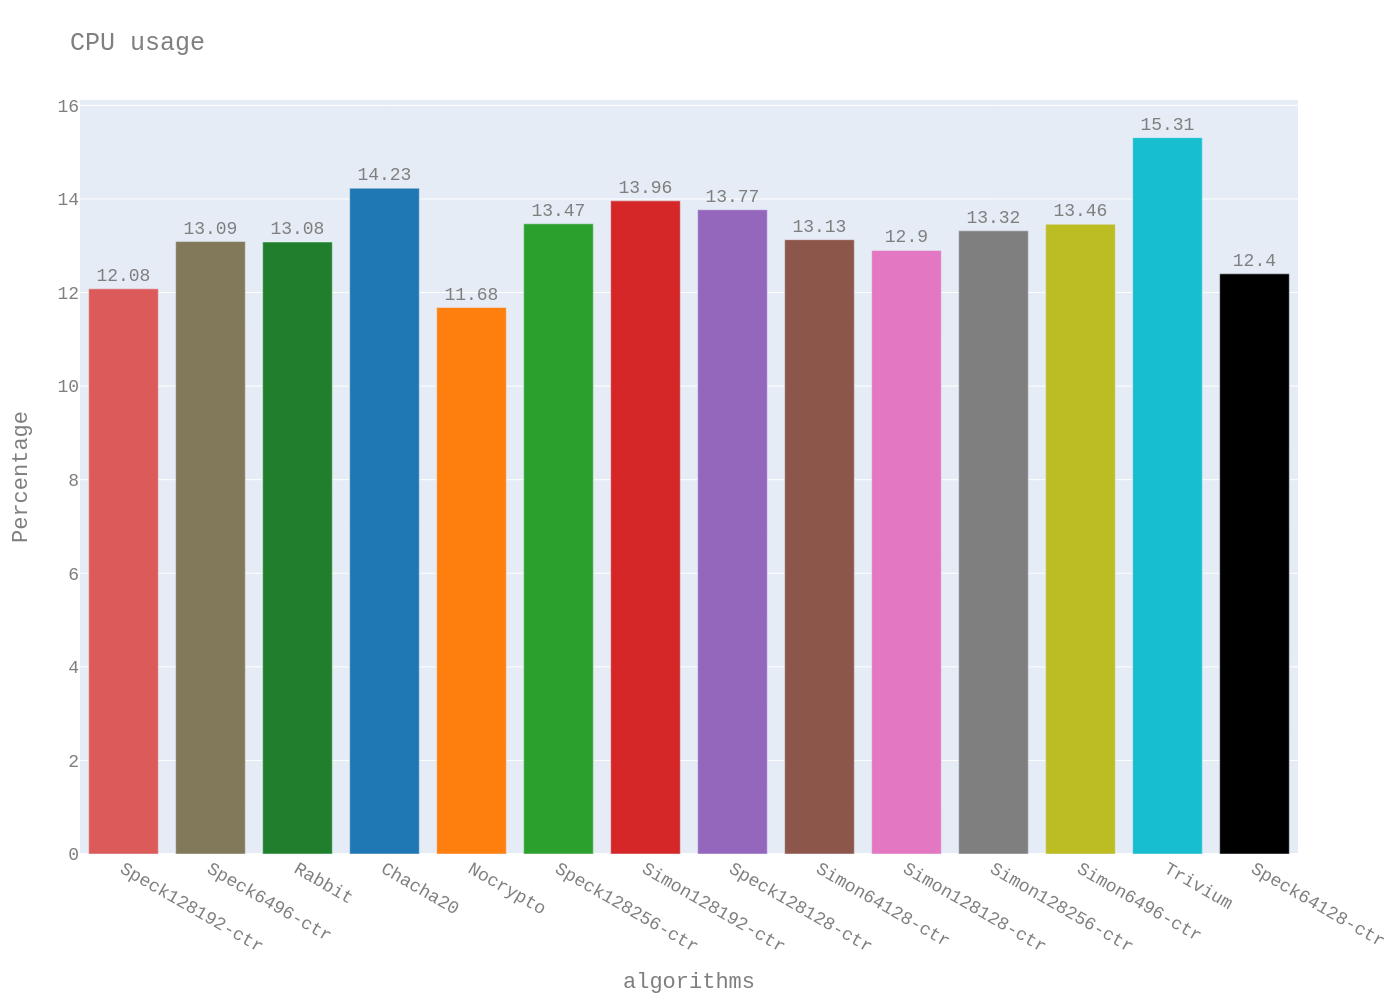 CPU usage
16
14
12
10
8
6
4
2
0
Percentage
12.08
13.09
13.08
14.23
11.68
13.47
13.96
13.77
13.13
12.9
13.32
13.46
15.31
12.4
Speck128192-ctr
Speck6496-ctr
Rabbit
Chacha20
Nocrypto
Speck128256-ctr
Simon128192-ctr
Speck128128-ctr
Simon64128-ctr
Simon128128-ctr
Simon128256-ctr
Simon6496-ctr
Trivium
Speck64128-ctr
algorithms